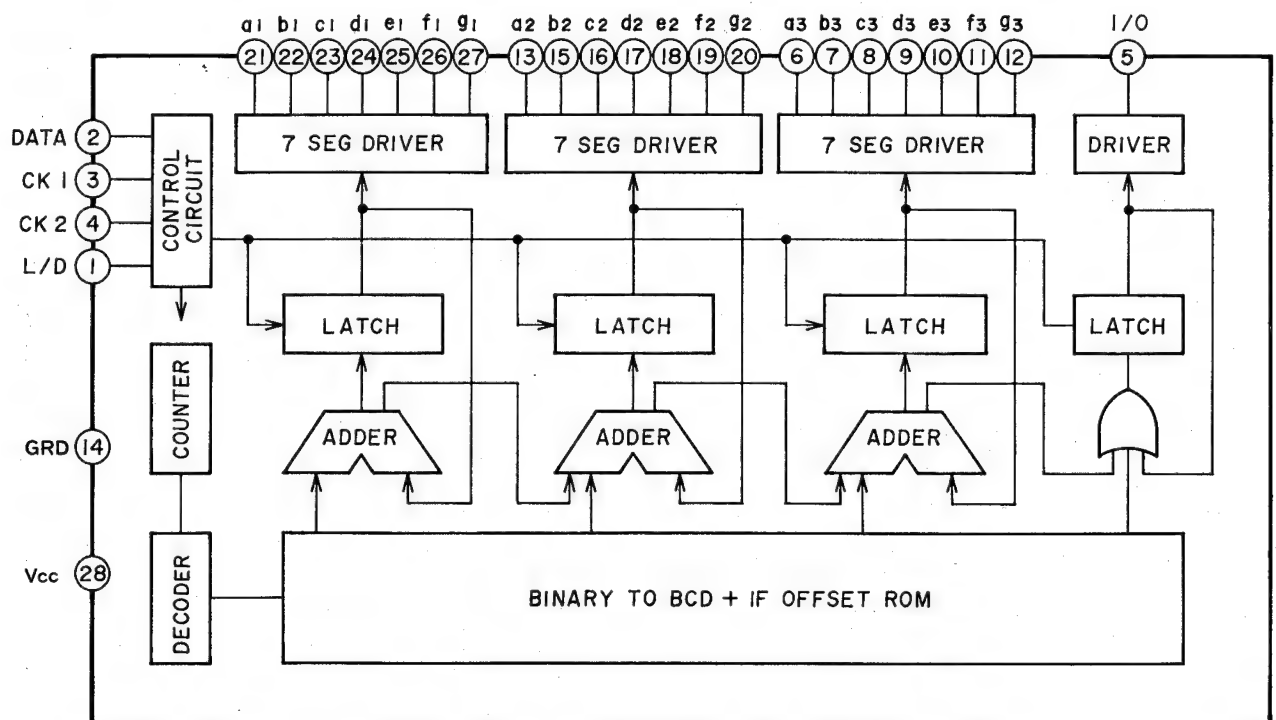 a1 b1 c1 d1 e1 f1 g1 a2 b2 c2 d2 e2 f2 g2 a3 b3 c3 d3 e3 f3 g3 I/O
21 22 23 24 25 26 27 13 15 16 17 18 19 20 6 7 8 9 10 11 12 5
DATA 2
CK 1 3
CK 2 4
L/D 1
CONTROL
CIRCUIT
7 SEG DRIVER 7 SEG DRIVER 7 SEG DRIVER DRIVER
LATCH LATCH LATCH LATCH
COUNTER
ADDER ADDER ADDER
GRD 14
Vcc 28
DECODER
BINARY TO BCD + IF OFFSET ROM